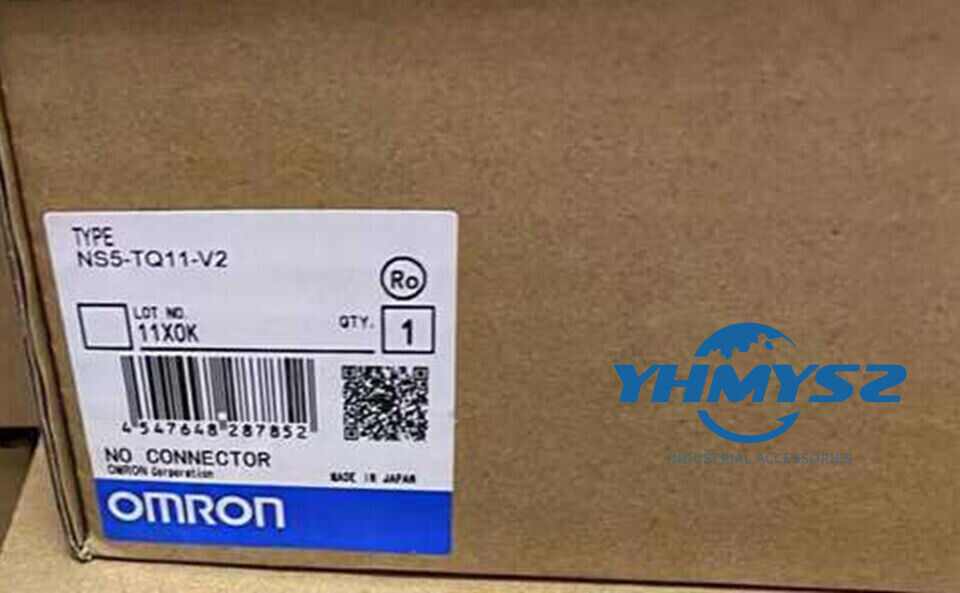 TYPE
NS5-TQ11-V2
Ro
LOT NO.
11X0K
QTY.
1
4 547648 287852
NO CONNECTOR
OMRON Corporation
MADE IN JAPAN
OMRON
YHMYSZ
INDUSTRIAL ACCESSORIES